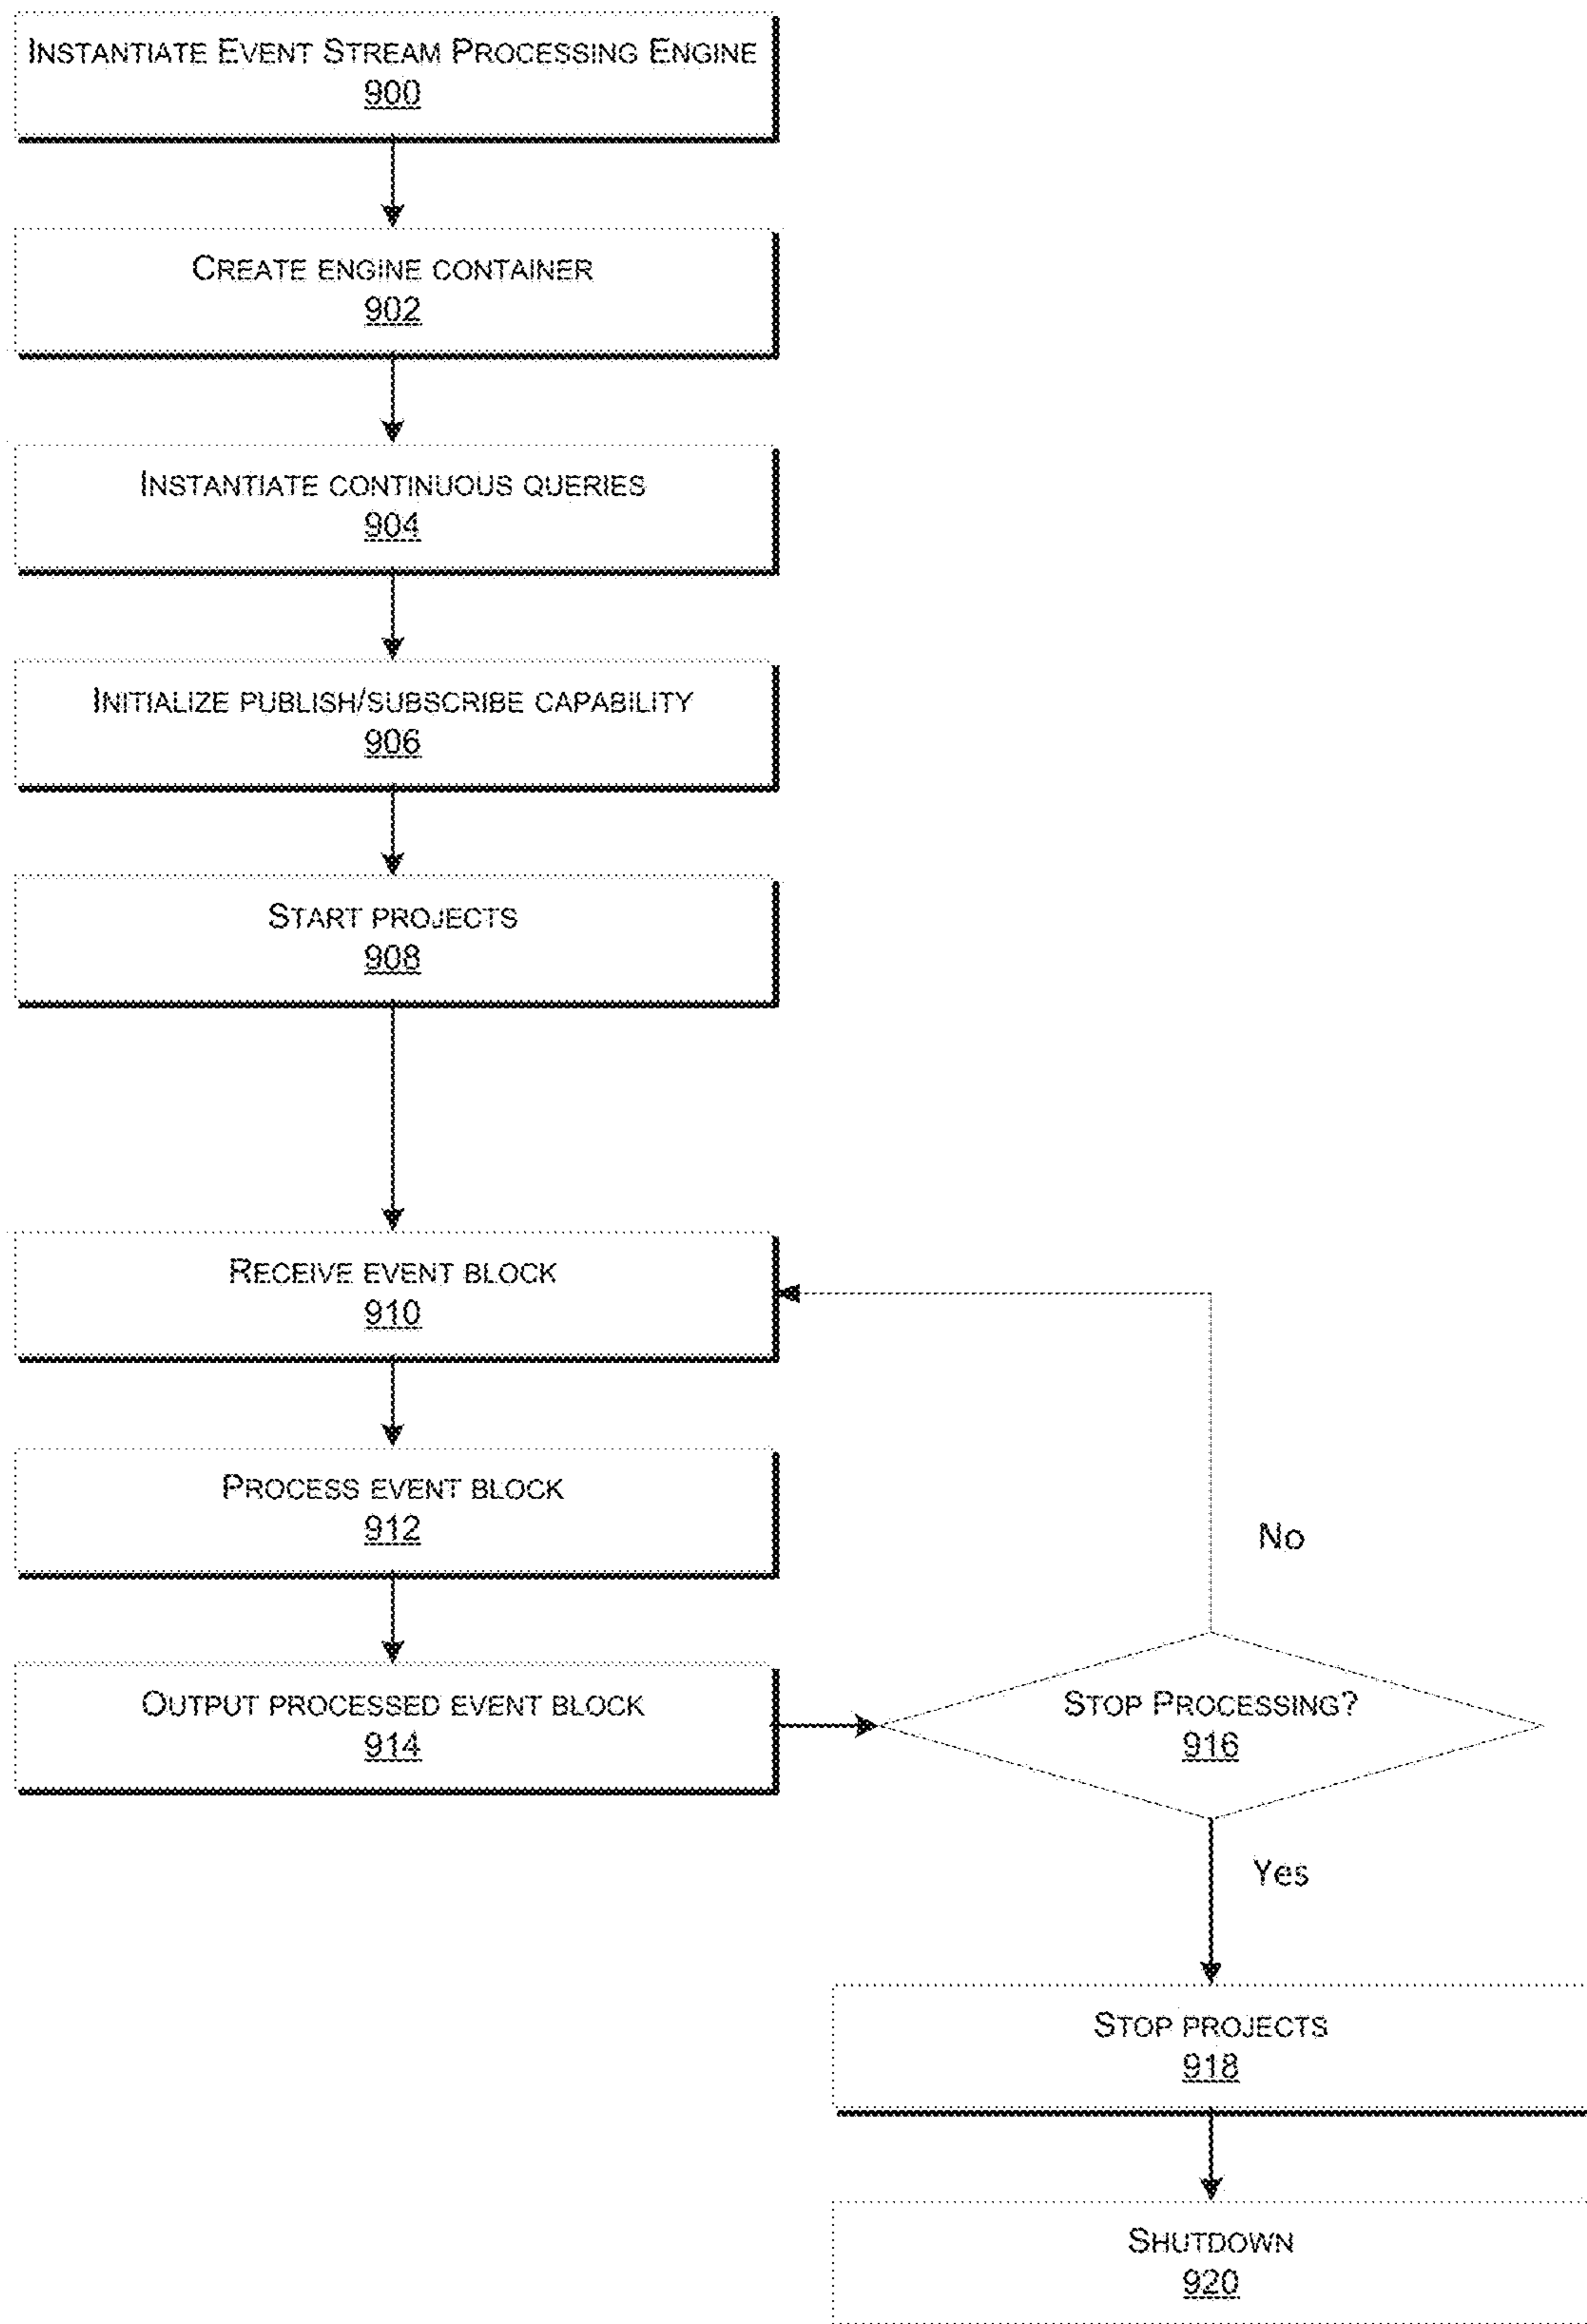 INSTANTIATE EVENT STREAM PROCESSING ENGINE
900
CREATE ENGINE CONTAINER
902
INSTANTIATE CONTINUOUS QUERIES
904
INITIALIZE PUBLISH/SUBSCRIBE CAPABILITY
906
START PROJECTS
908
RECEIVE EVENT BLOCK
910
PROCESS EVENT BLOCK
912
No
OUTPUT PROCESSED EVENT BLOCK
914
STOP PROCESSING?
916
Yes
STOP PROJECTS
918
SHUTDOWN
920